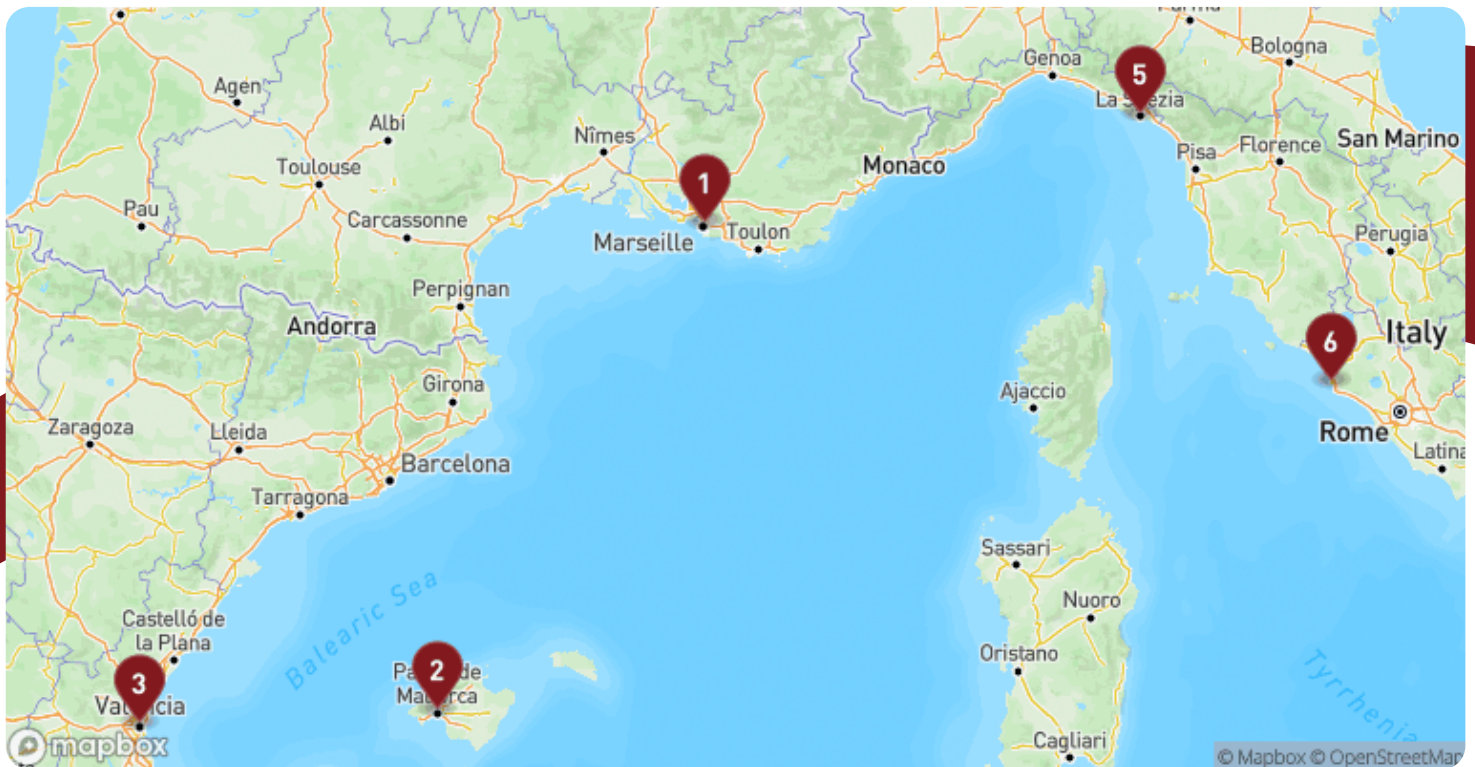 Parma
Bologna
Genoa
5
La Spezia
Agen
Albi
Nîmes
San Marino
Florence
Pisa
Toulouse
Monaco
1
Pau
Carcassonne
Marseille
Toulon
Perugia
Perpignan
Andorra
Italy
6
Girona
Ajaccio
Zaragoza
Lleida
Rome
Barcelona
Latina
Tarragona
Sassari
Balearic Sea
Nuoro
Castelló de
la Plana
Oristano
2
Palma de
Mallorca
3
Valencia
Tyrrhenia
Cagliari
mapbox
© Mapbox © OpenStreetMap